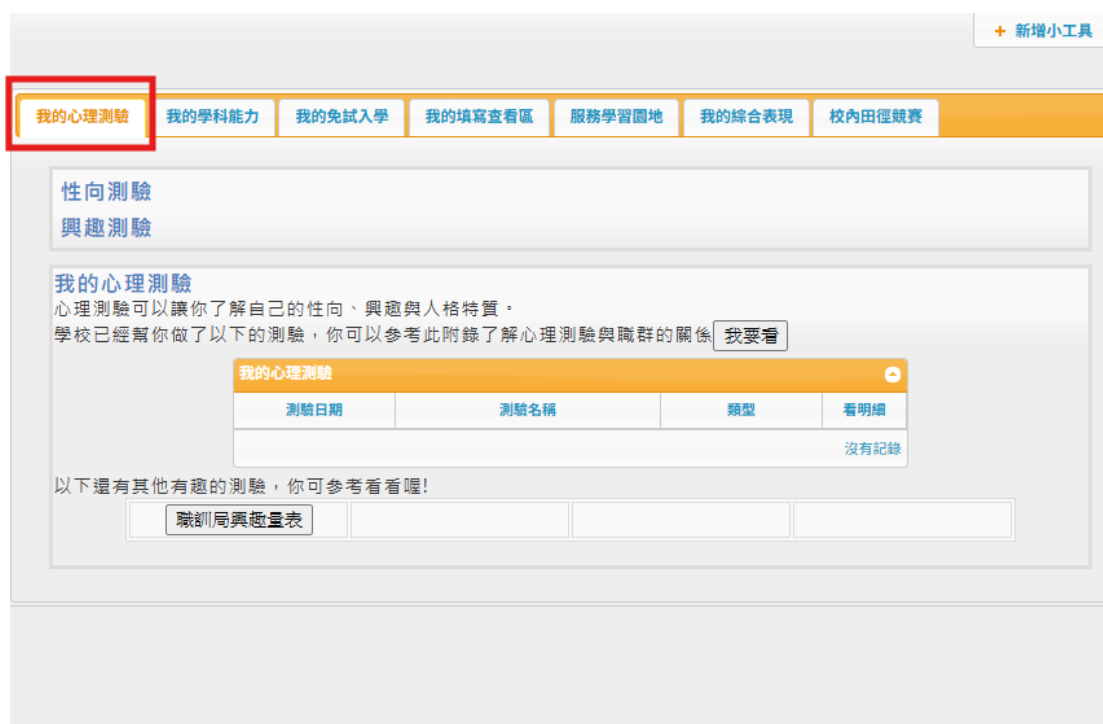 + 新增小工具
我的心理測驗 我的學科能力 我的免試入學 我的填寫查看區 服務學習園地 我的綜合表現 校內田徑競賽
性向測驗
興趣測驗
我的心理測驗
心理測驗可以讓你了解自己的性向、興趣與人格特質。
學校已經幫你做了以下的測驗，你可以參考此附錄了解心理測驗與職群的關係 我要看
我的心理測驗
測驗日期 測驗名稱 類型 看明細
沒有記錄
以下還有其他有趣的測驗，你可參考看看喔!
職訓局興趣量表